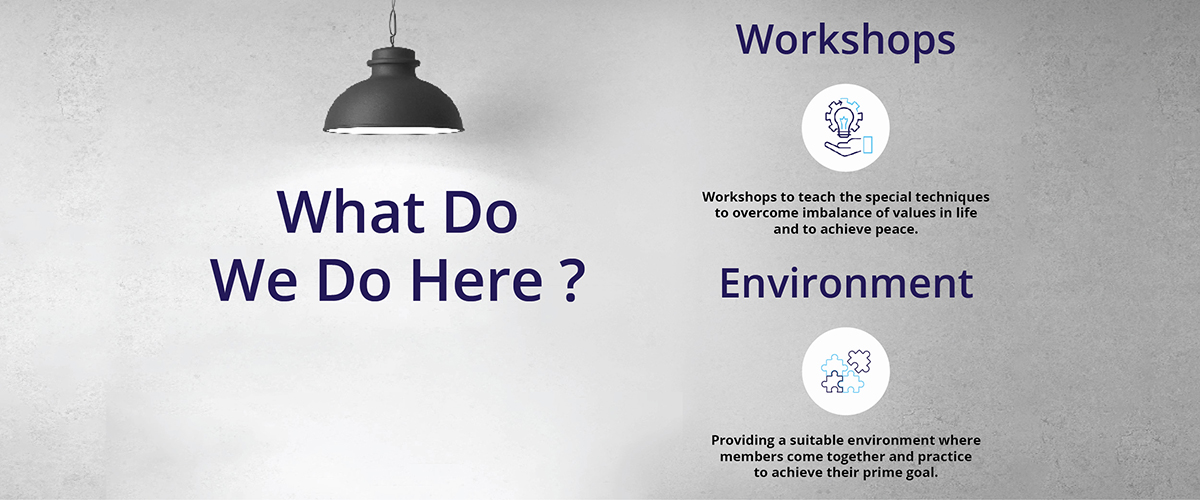 What Do
We Do Here ?
Workshops
Workshops to teach the special techniques
to overcome imbalance of values in life
and to achieve peace.
Environment
Providing a suitable environment where
members come together and practice
to achieve their prime goal.